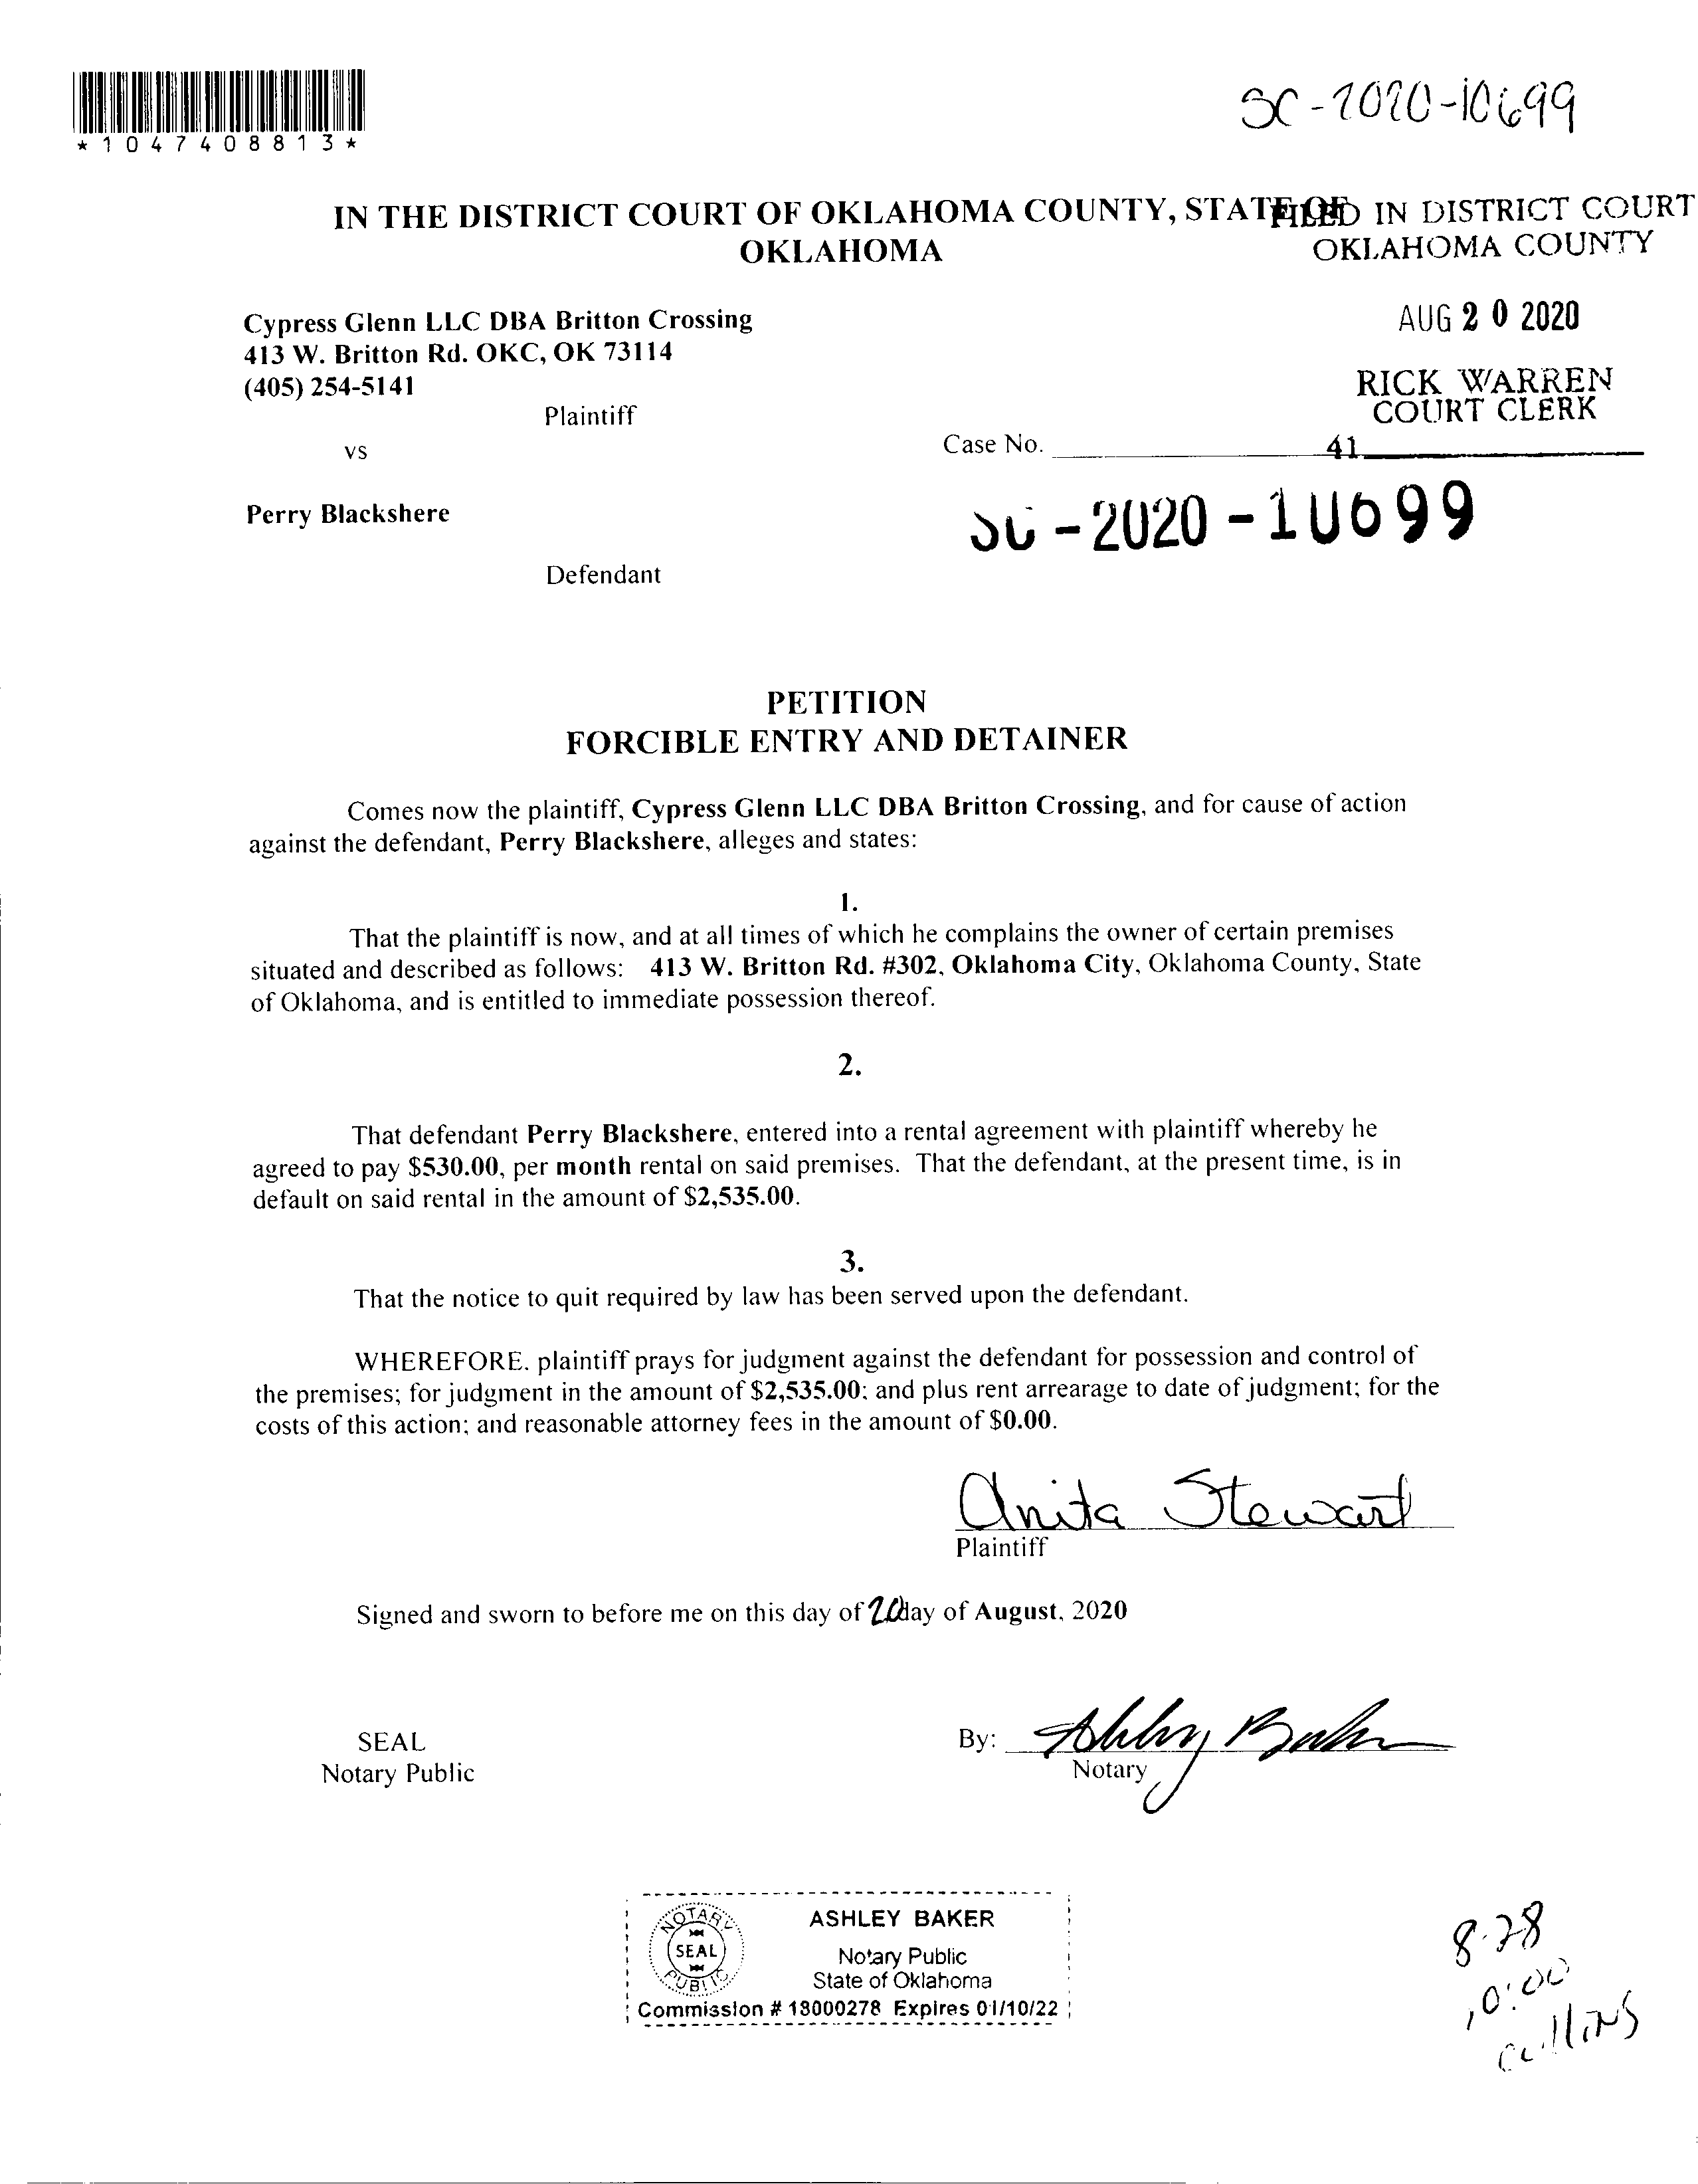 *1047408813*
SC-2020-10699
IN THE DISTRICT COURT OF OKLAHOMA COUNTY, STATE OF
OKLAHOMA
FILED IN DISTRICT COURT
OKLAHOMA COUNTY
AUG 20 2020
RICK WARREN
COURT CLERK
41
Cypress Glenn LLC DBA Britton Crossing
413 W. Britton Rd. OKC, OK 73114
(405) 254-5141
Plaintiff
vs
Case No.
SC-2020-10699
Perry Blackshere
Defendant
PETITION
FORCIBLE ENTRY AND DETAINER
Comes now the plaintiff, Cypress Glenn LLC DBA Britton Crossing, and for cause of action
against the defendant, Perry Blackshere, alleges and states:
1.
That the plaintiff is now, and at all times of which he complains the owner of certain premises
situated and described as follows: 413 W. Britton Rd. #302, Oklahoma City, Oklahoma County, State
of Oklahoma, and is entitled to immediate possession thereof.
2.
That defendant Perry Blackshere, entered into a rental agreement with plaintiff whereby he
agreed to pay $530.00, per month rental on said premises. That the defendant, at the present time, is in
default on said rental in the amount of $2,535.00.
3.
That the notice to quit required by law has been served upon the defendant.
WHEREFORE, plaintiff prays for judgment against the defendant for possession and control of
the premises; for judgment in the amount of $2,535.00; and plus rent arrearage to date of judgment; for the
costs of this action; and reasonable attorney fees in the amount of $0.00.
Anita Stewart
Plaintiff
Signed and sworn to before me on this day of 20 day of August, 2020
SEAL
Notary Public
By: Ashley Baker
Notary
NOTARY
SEAL
PUBLIC
ASHLEY BAKER
Notary Public
State of Oklahoma
Commission # 18000278 Expires 01/10/22
8-28
10:00
Collins